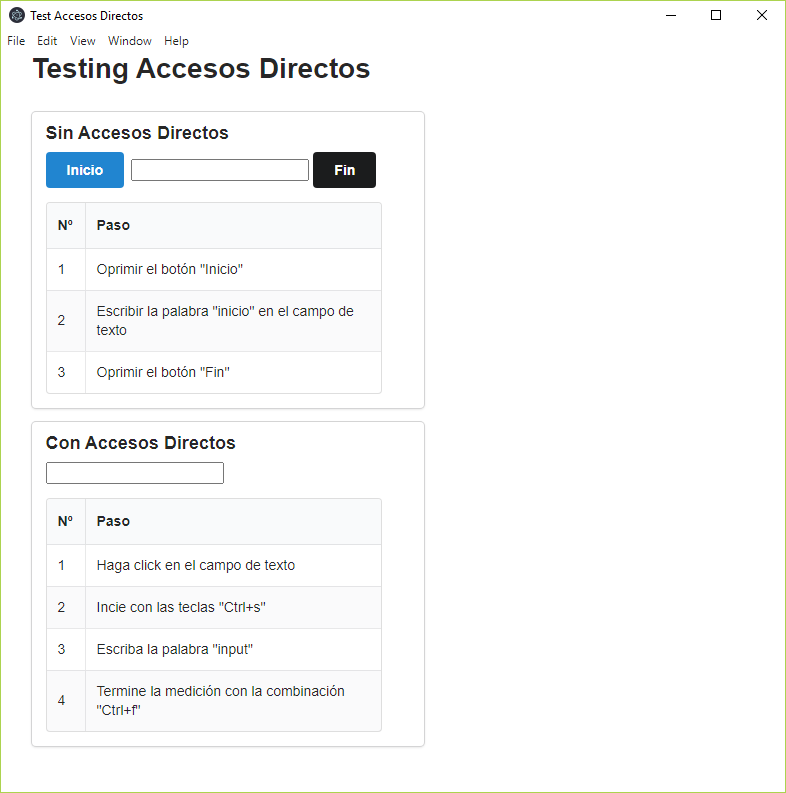 Test Accesos Directos
File Edit View Window Help
Testing Accesos Directos
Sin Accesos Directos
Inicio Fin
Nº Paso
1 Oprimir el botón "Inicio"
2 Escribir la palabra "inicio" en el campo de
texto
3 Oprimir el botón "Fin"
Con Accesos Directos
Nº Paso
1 Haga click en el campo de texto
2 Incie con las teclas "Ctrl+s"
3 Escriba la palabra "input"
4 Termine la medición con la combinación
"Ctrl+f"